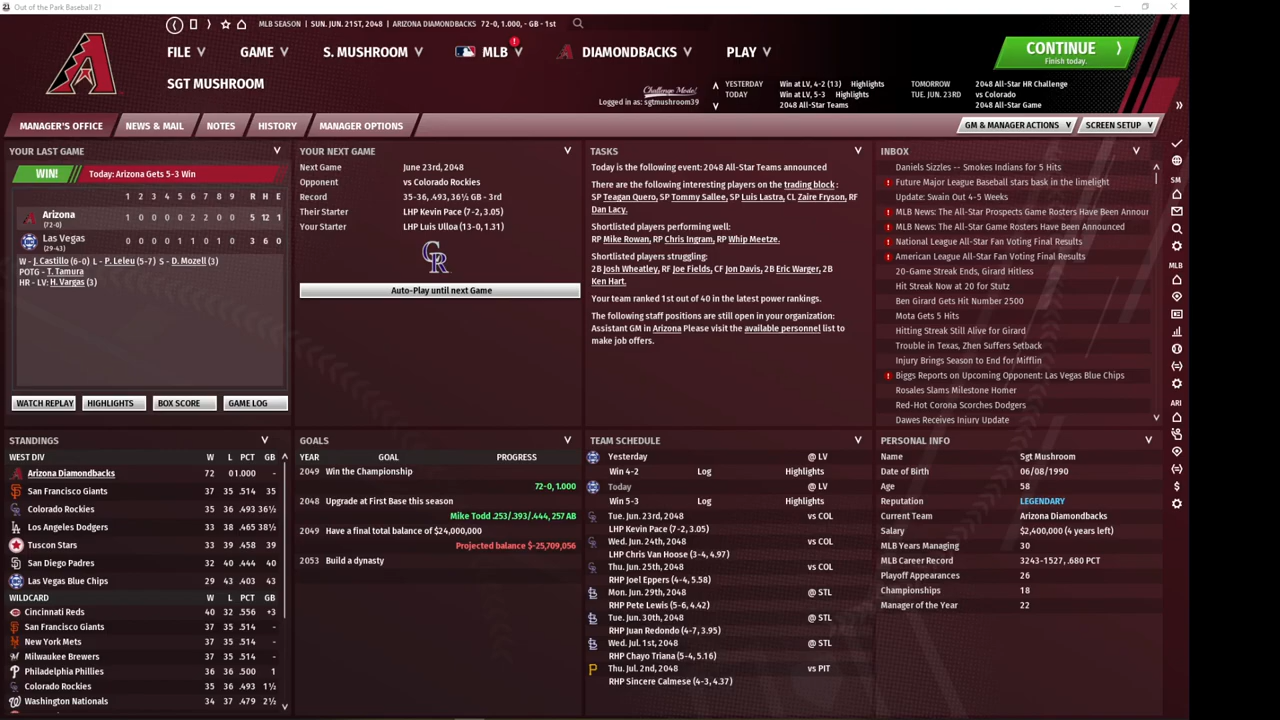 Out of the Park Baseball 21
MLB SEASON | SUN. JUN. 21ST, 2048 | ARIZONA DIAMONDBACKS 72-0, 1.000, - GB - 1st
FILE GAME S. MUSHROOM MLB DIAMONDBACKS PLAY
CONTINUE
Finish today.
SGT MUSHROOM
Challenge Mode!
Logged in as: sgtmushroom39
YESTERDAY Win at LV, 4-2 (13) Highlights
TODAY Win at LV, 5-3 Highlights
2048 All-Star Teams
TOMORROW 2048 All-Star HR Challenge
TUE. JUN. 23RD vs Colorado
2048 All-Star Game
MANAGER'S OFFICE NEWS & MAIL NOTES HISTORY MANAGER OPTIONS
GM & MANAGER ACTIONS SCREEN SETUP
YOUR LAST GAME
WIN! Today: Arizona Gets 5-3 Win
1 2 3 4 5 6 7 8 9 R H E
Arizona 1 0 0 0 0 2 2 0 0 5 12 1
(72-0)
Las Vegas 0 0 0 0 1 1 0 1 0 3 6 0
(29-43)
W - J. Castillo (6-0) L - P. Leleu (5-7) S - D. Mozell (3)
POTG - T. Tamura
HR - LV: H. Vargas (3)
WATCH REPLAY HIGHLIGHTS BOX SCORE GAME LOG
YOUR NEXT GAME
Next Game June 23rd, 2048
Opponent vs Colorado Rockies
Record 35-36, .493, 36½ GB - 3rd
Their Starter LHP Kevin Pace (7-2, 3.05)
Your Starter LHP Luis Ulloa (13-0, 1.31)
CR
Auto-Play until next Game
TASKS
Today is the following event: 2048 All-Star Teams announced
There are the following interesting players on the trading block :
SP Teagan Quero, SP Tommy Sallee, SP Luis Lastra, CL Zaire Fryson, RF
Dan Lacy.
Shortlisted players performing well:
RP Mike Rowan, RP Chris Ingram, RP Whip Meetze.
Shortlisted players struggling:
2B Josh Wheatley, RF Joe Fields, CF Jon Davis, 2B Eric Warger, 2B
Ken Hart.
Your team ranked 1st out of 40 in the latest power rankings.
The following staff positions are still open in your organization:
Assistant GM in Arizona Please visit the available personnel list to
make job offers.
INBOX
Daniels Sizzles -- Smokes Indians for 5 Hits
Future Major League Baseball stars bask in the limelight
Update: Swain Out 4-5 Weeks
MLB News: The All-Star Prospects Game Rosters Have Been Annour
MLB News: The All-Star Game Rosters Have Been Announced
National League All-Star Fan Voting Final Results
American League All-Star Fan Voting Final Results
20-Game Streak Ends, Girard Hitless
Hit Streak Now at 20 for Stutz
Ben Girard Gets Hit Number 2500
Mota Gets 5 Hits
Hitting Streak Still Alive for Girard
Trouble in Texas, Zhen Suffers Setback
Injury Brings Season to End for Mifflin
Biggs Reports on Upcoming Opponent: Las Vegas Blue Chips
Rosales Slams Milestone Homer
Red-Hot Corona Scorches Dodgers
Dawes Receives Injury Update
SM
MLB
ARI
STANDINGS
WEST DIV W L PCT GB
Arizona Diamondbacks 72 0 1.000 -
San Francisco Giants 37 35 .514 35
Colorado Rockies 35 36 .493 36½
Los Angeles Dodgers 33 38 .465 38½
Tuscon Stars 33 39 .458 39
San Diego Padres 32 40 .444 40
Las Vegas Blue Chips 29 43 .403 43
WILDCARD W L PCT GB
Cincinnati Reds 40 32 .556 +3
San Francisco Giants 37 35 .514 -
New York Mets 37 35 .514 -
Milwaukee Brewers 37 35 .514 -
Philadelphia Phillies 36 36 .500 1
Colorado Rockies 35 36 .493 1½
Washington Nationals 34 37 .479 2½
GOALS
YEAR GOAL PROGRESS
2049 Win the Championship
72-0, 1.000
2048 Upgrade at First Base this season
Mike Todd .253/.393/.444, 257 AB
2049 Have a final total balance of $24,000,000
Projected balance $-25,709,056
2053 Build a dynasty
TEAM SCHEDULE
Yesterday @ LV
Win 4-2 Log Highlights
Today @ LV
Win 5-3 Log Highlights
Tue. Jun. 23rd, 2048 vs COL
LHP Kevin Pace (7-2, 3.05)
Wed. Jun. 24th, 2048 vs COL
LHP Chris Van Hoose (3-4, 4.97)
Thu. Jun. 25th, 2048 vs COL
RHP Joel Eppers (4-4, 5.58)
Mon. Jun. 29th, 2048 @ STL
RHP Pete Lewis (5-6, 4.42)
Tue. Jun. 30th, 2048 @ STL
RHP Juan Redondo (4-7, 3.95)
Wed. Jul. 1st, 2048 @ STL
RHP Chayo Triana (5-4, 5.16)
Thu. Jul. 2nd, 2048 vs PIT
RHP Sincere Calmese (4-3, 4.37)
PERSONAL INFO
Name Sgt Mushroom
Date of Birth 06/08/1990
Age 58
Reputation LEGENDARY
Current Team Arizona Diamondbacks
Salary $2,400,000 (4 years left)
MLB Years Managing 30
MLB Career Record 3243-1527, .680 PCT
Playoff Appearances 26
Championships 18
Manager of the Year 22